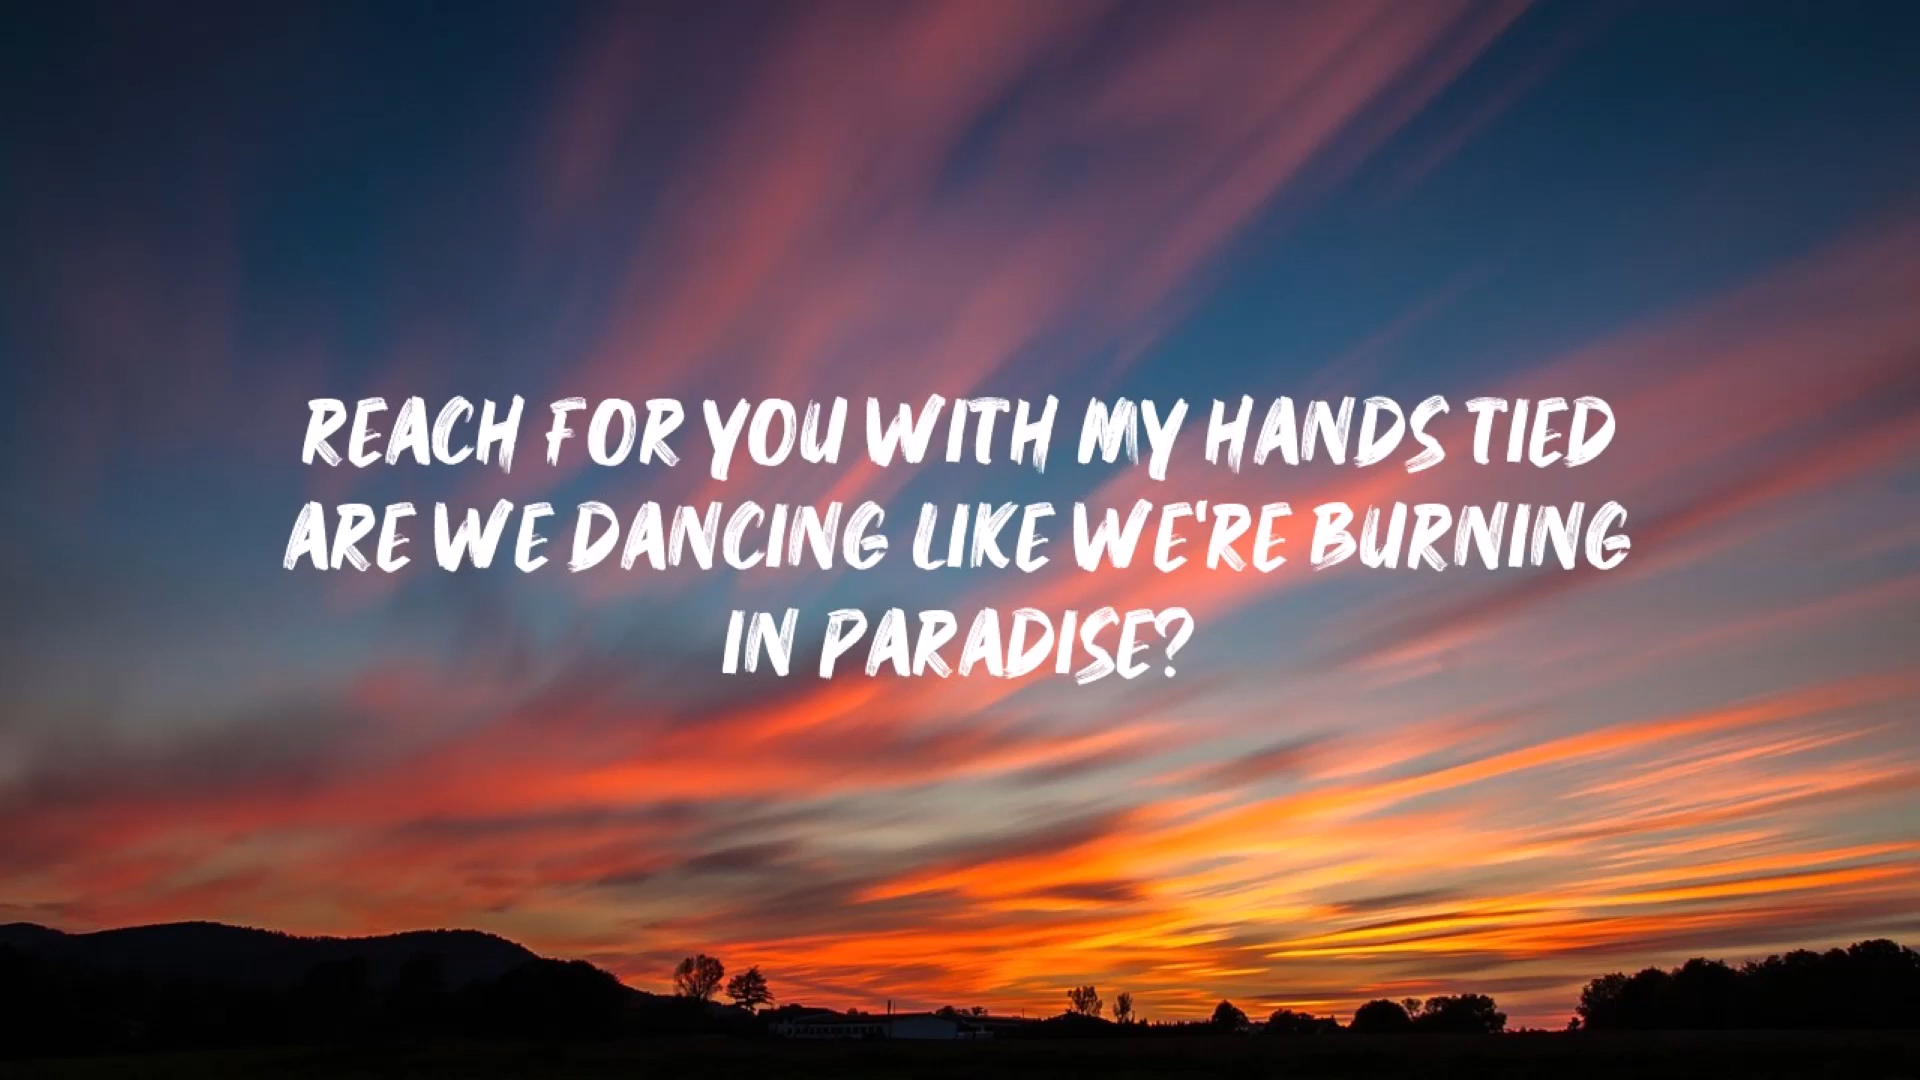 REACH FOR YOU WITH MY HANDS TIED
ARE WE DANCING LIKE WE'RE BURNING
IN PARADISE?